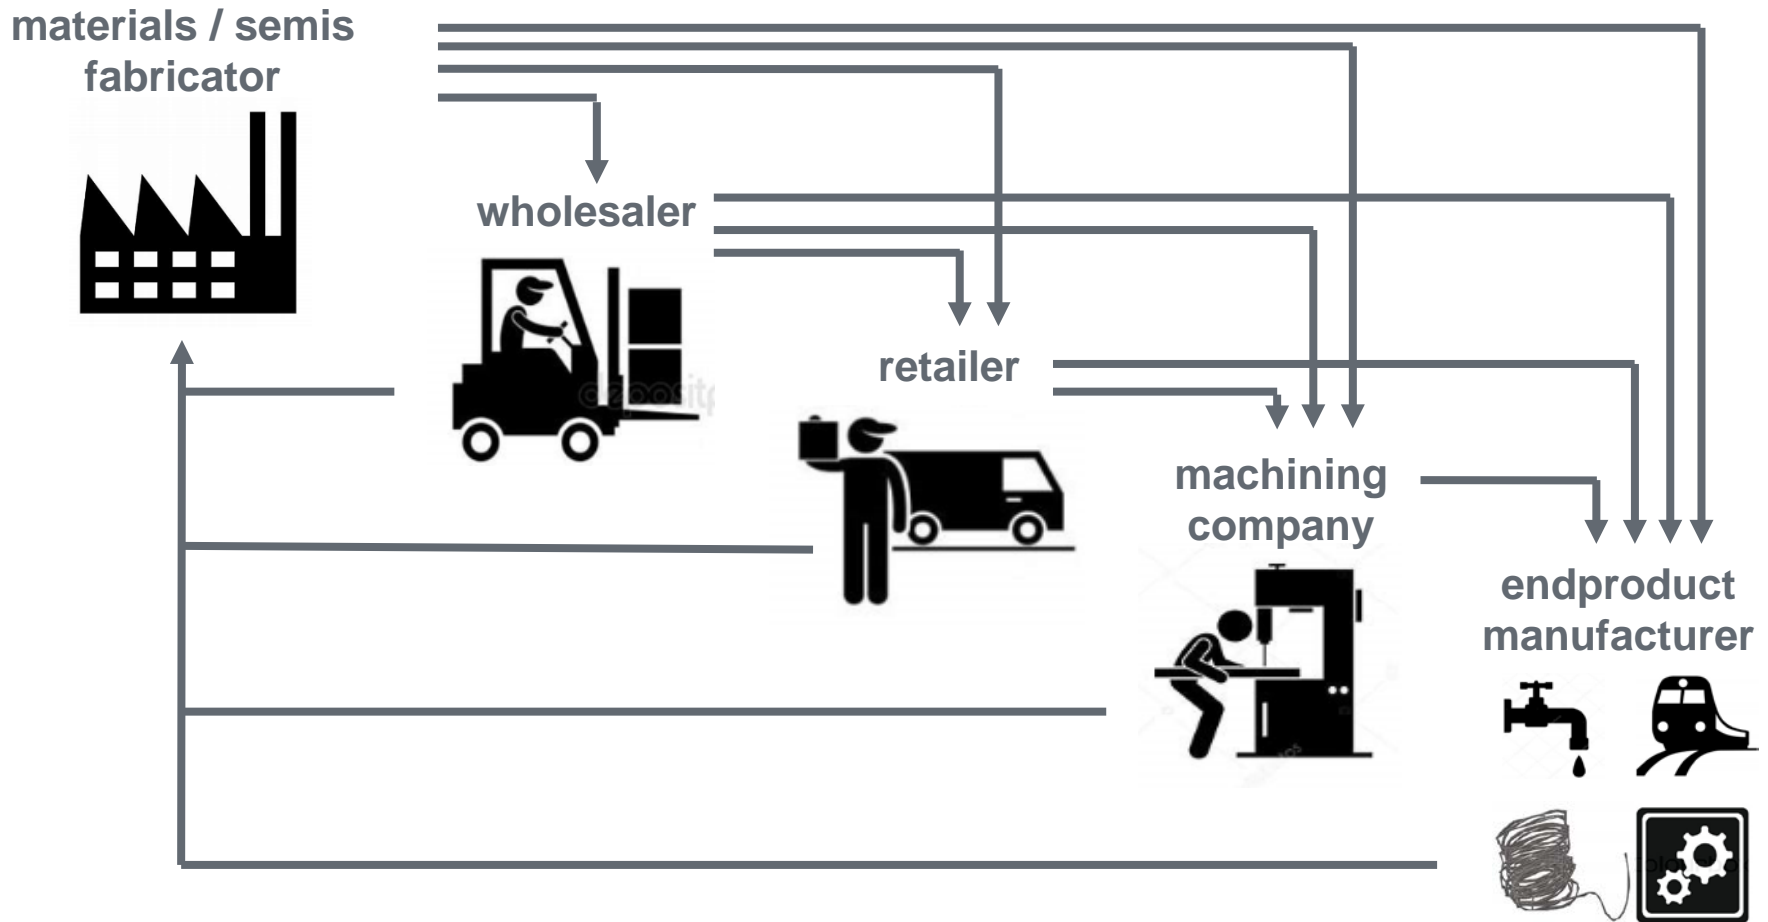 materials / semis
fabricator
wholesaler
retailer
machining
company
endproduct
manufacturer